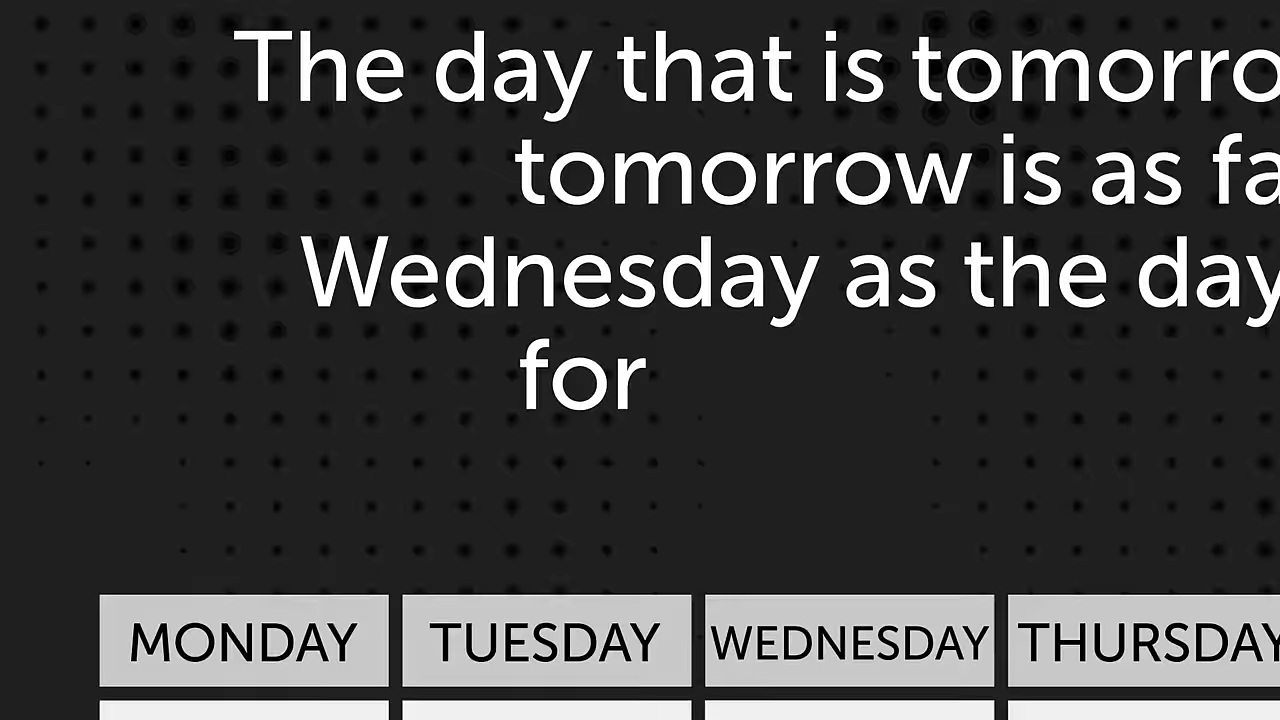 The day that is tomorro
tomorrow is as fa
Wednesday as the day
for
MONDAY TUESDAY WEDNESDAY THURSDAY